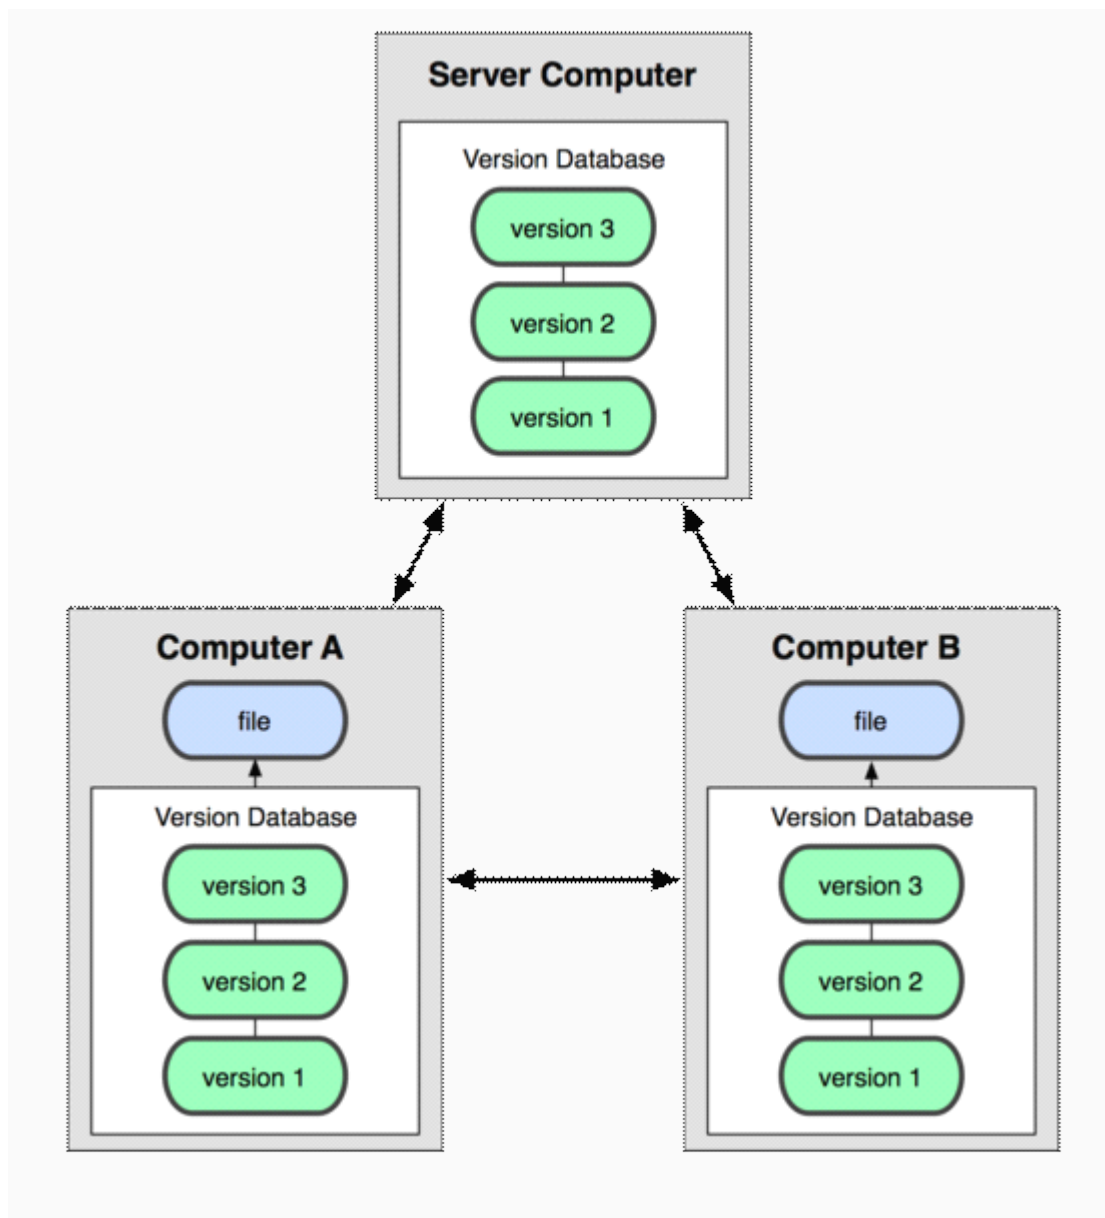 Server Computer
Version Database
version 3
version 2
version 1
Computer A
file
Version Database
version 3
version 2
version 1
Computer B
file
Version Database
version 3
version 2
version 1